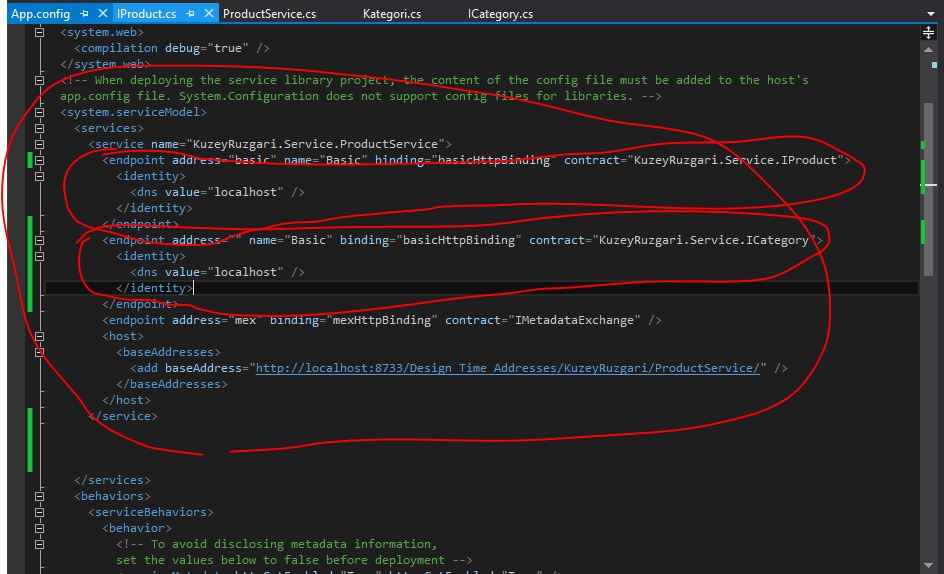 App.config IProduct.cs ProductService.cs Kategori.cs ICategory.cs
<system.web>
<compilation debug="true" />
</system.web>
<!-- When deploying the service library project, the content of the config file must be added to the host's
app.config file. System.Configuration does not support config files for libraries. -->
<system.serviceModel>
<services>
<service name="KuzeyRuzgari.Service.ProductService">
<endpoint address="basic" name="Basic" binding="basicHttpBinding" contract="KuzeyRuzgari.Service.IProduct">
<identity>
<dns value="localhost" />
</identity>
</endpoint>
<endpoint address="" name="Basic" binding="basicHttpBinding" contract="KuzeyRuzgari.Service.ICategory">
<identity>
<dns value="localhost" />
</identity>
</endpoint>
<endpoint address="mex" binding="mexHttpBinding" contract="IMetadataExchange" />
<host>
<baseAddresses>
<add baseAddress="http://localhost:8733/Design Time Addresses/KuzeyRuzgari/ProductService/" />
</baseAddresses>
</host>
</service>
</services>
<behaviors>
<serviceBehaviors>
<behavior>
<!-- To avoid disclosing metadata information,
set the values below to false before deployment -->